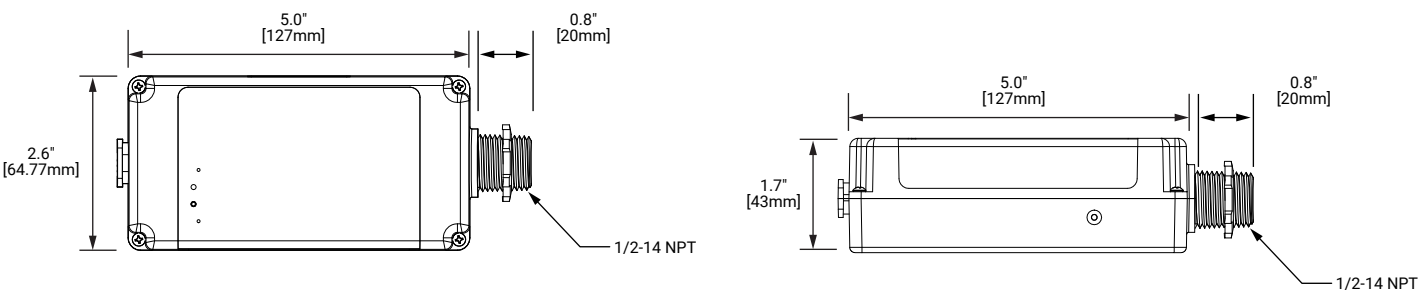 5.0"
[127mm]
0.8"
[20mm]
2.6"
[64.77mm]
1/2-14 NPT
5.0"
[127mm]
0.8"
[20mm]
1.7"
[43mm]
1/2-14 NPT